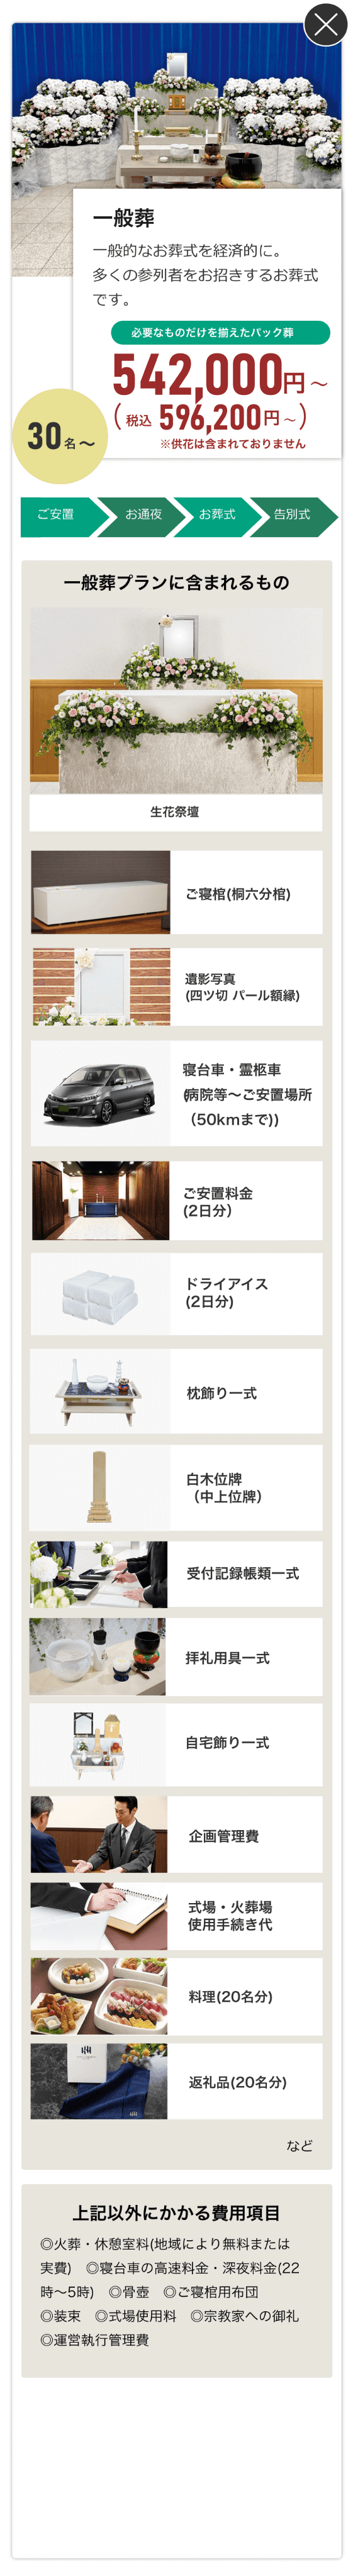 一般葬
一般的なお葬式を経済的に。
多くの参列者をお招きするお葬式
です。
必要なものだけを揃えたパック葬
542,000円～
(税込 596,200円～)
※供花は含まれておりません
30名～
ご安置 お通夜 お葬式 告別式
一般葬プランに含まれるもの
生花祭壇
ご寝棺(桐六分棺)
遺影写真
(四ツ切 パール額縁)
寝台車・霊柩車
(病院等～ご安置場所
（50kmまで))
ご安置料金
(2日分）
ドライアイス
(2日分)
枕飾り一式
白木位牌
（中上位牌）
受付記録帳類一式
拝礼用具一式
自宅飾り一式
企画管理費
式場・火葬場
使用手続き代
料理(20名分)
返礼品(20名分)
など
上記以外にかかる費用項目
◎火葬・休憩室料(地域により無料または
実費) ◎寝台車の高速料金・深夜料金(22
時～5時) ◎骨壺 ◎ご寝棺用布団
◎装束 ◎式場使用料 ◎宗教家への御礼
◎運営執行管理費